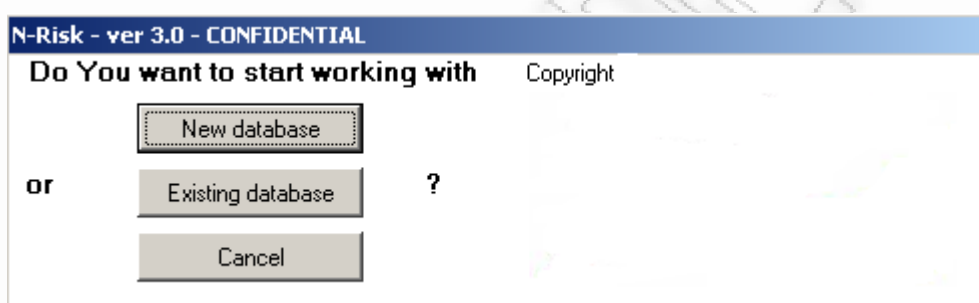 N-Risk - ver 3.0 - CONFIDENTIAL
Do You want to start working with
Copyright
New database
or
Existing database
?
Cancel